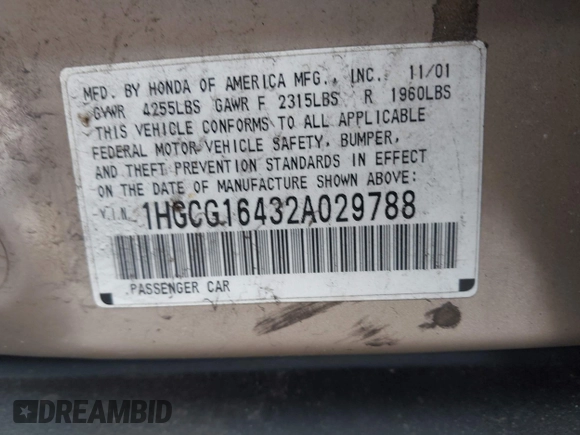 MFD. BY HONDA OF AMERICA MFG., INC. 11/01
GVWR 4255LBS GAWR F 2315LBS R 1960LBS
THIS VEHICLE CONFORMS TO ALL APPLICABLE
FEDERAL MOTOR VEHICLE SAFETY, BUMPER,
AND THEFT PREVENTION STANDARDS IN EFFECT
ON THE DATE OF MANUFACTURE SHOWN ABOVE:
V.I.N. 1HGCG16432A029788
PASSENGER CAR
DREAMBID